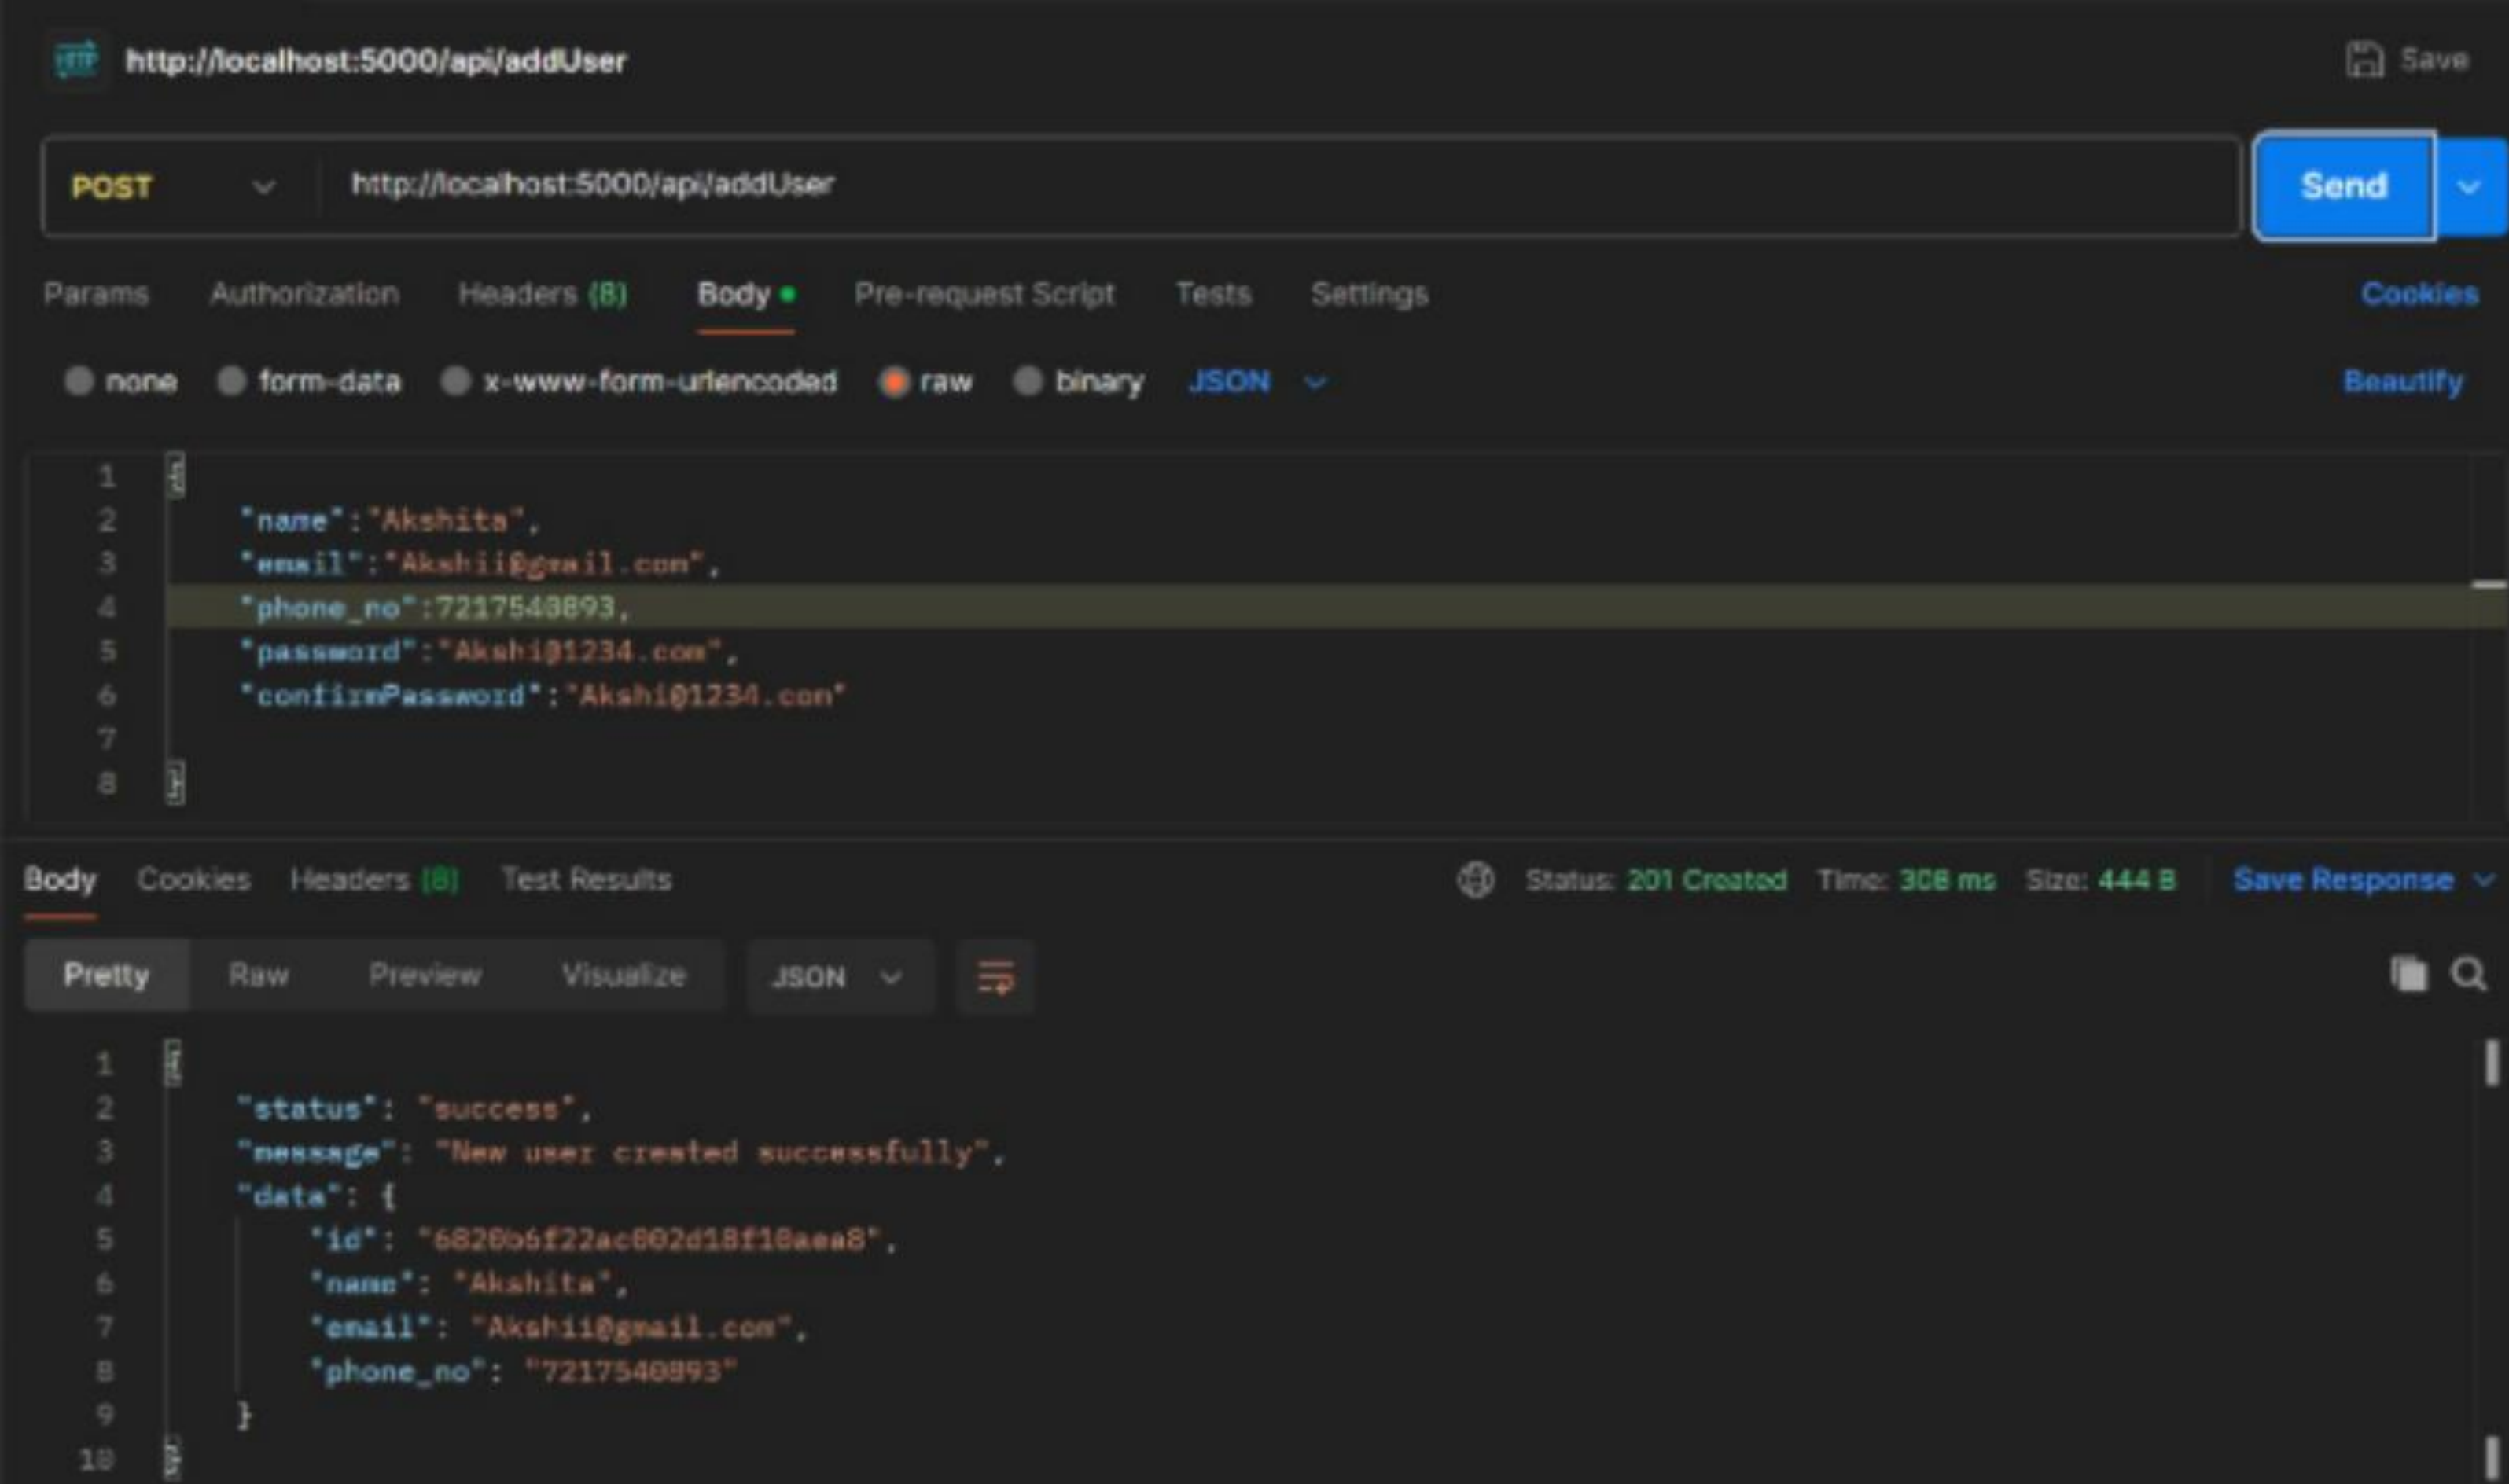 HTTP http://localhost:5000/api/addUser Save
POST http://localhost:5000/api/addUser Send
Params Authorization Headers (8) Body Pre-request Script Tests Settings Cookies
none form-data x-www-form-urlencoded raw binary JSON Beautify
1 {
2 "name":"Akshita",
3 "email":"Akshii@gmail.com",
4 "phone_no":7217540893,
5 "password":"Akshi@1234.com",
6 "confirmPassword":"Akshi@1234.com"
7
8 }
Body Cookies Headers (8) Test Results Status: 201 Created Time: 308 ms Size: 444 B Save Response
Pretty Raw Preview Visualize JSON
1 {
2 "status": "success",
3 "message": "New user created successfully",
4 "data": {
5 "id": "6820b6f22ac002d18f10aea8",
6 "name": "Akshita",
7 "email": "Akshii@gmail.com",
8 "phone_no": "7217540893"
9 }
10 }